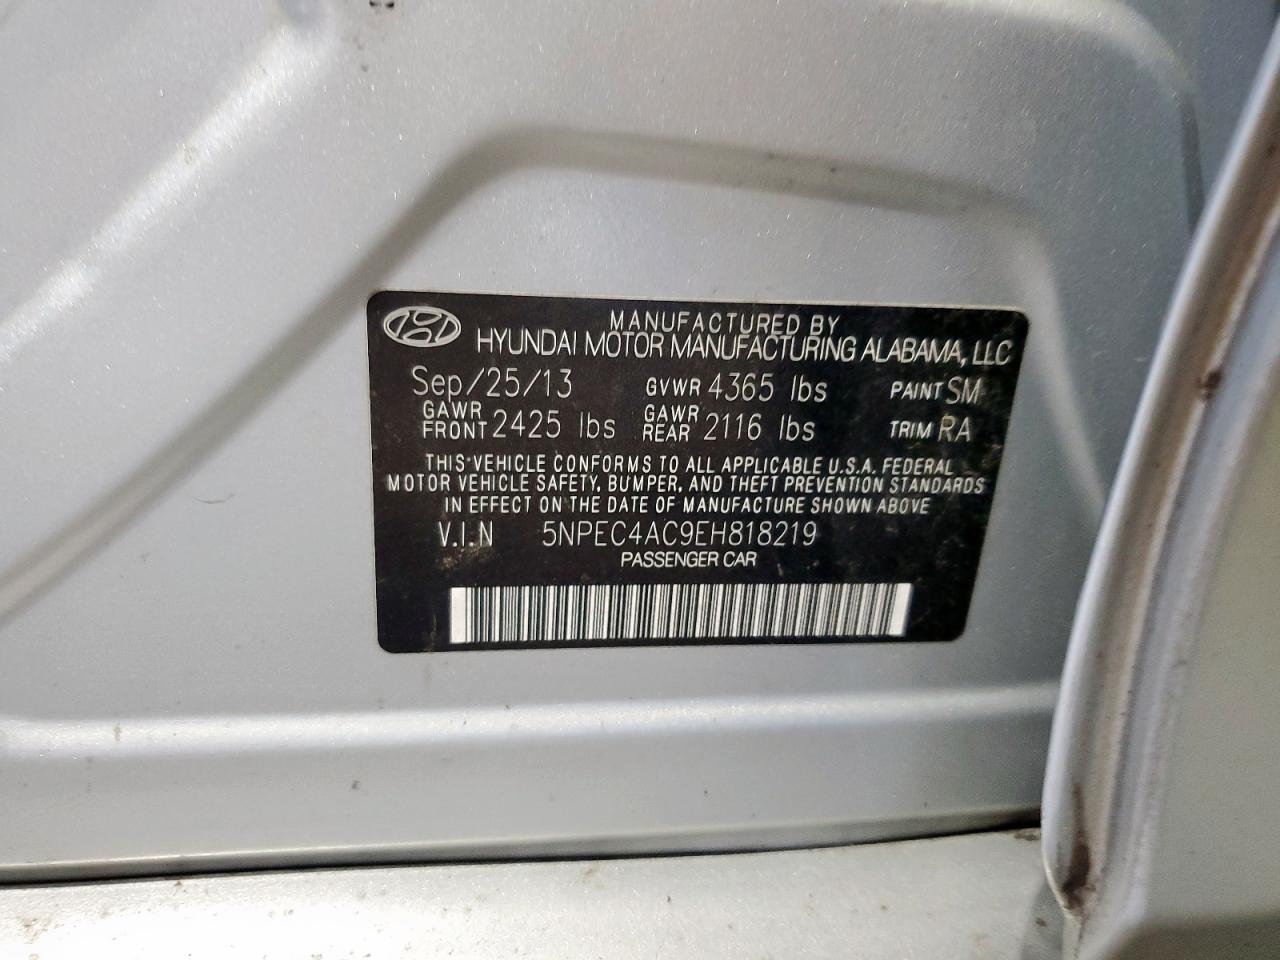 MANUFACTURED BY
HYUNDAI MOTOR MANUFACTURING ALABAMA, LLC
Sep/25/13 GVWR 4365 lbs PAINT SM
GAWR FRONT 2425 lbs GAWR REAR 2116 lbs TRIM RA
THIS VEHICLE CONFORMS TO ALL APPLICABLE U.S.A. FEDERAL
MOTOR VEHICLE SAFETY, BUMPER, AND THEFT PREVENTION STANDARDS
IN EFFECT ON THE DATE OF MANUFACTURE SHOWN ABOVE
V.I.N 5NPEC4AC9EH818219
PASSENGER CAR